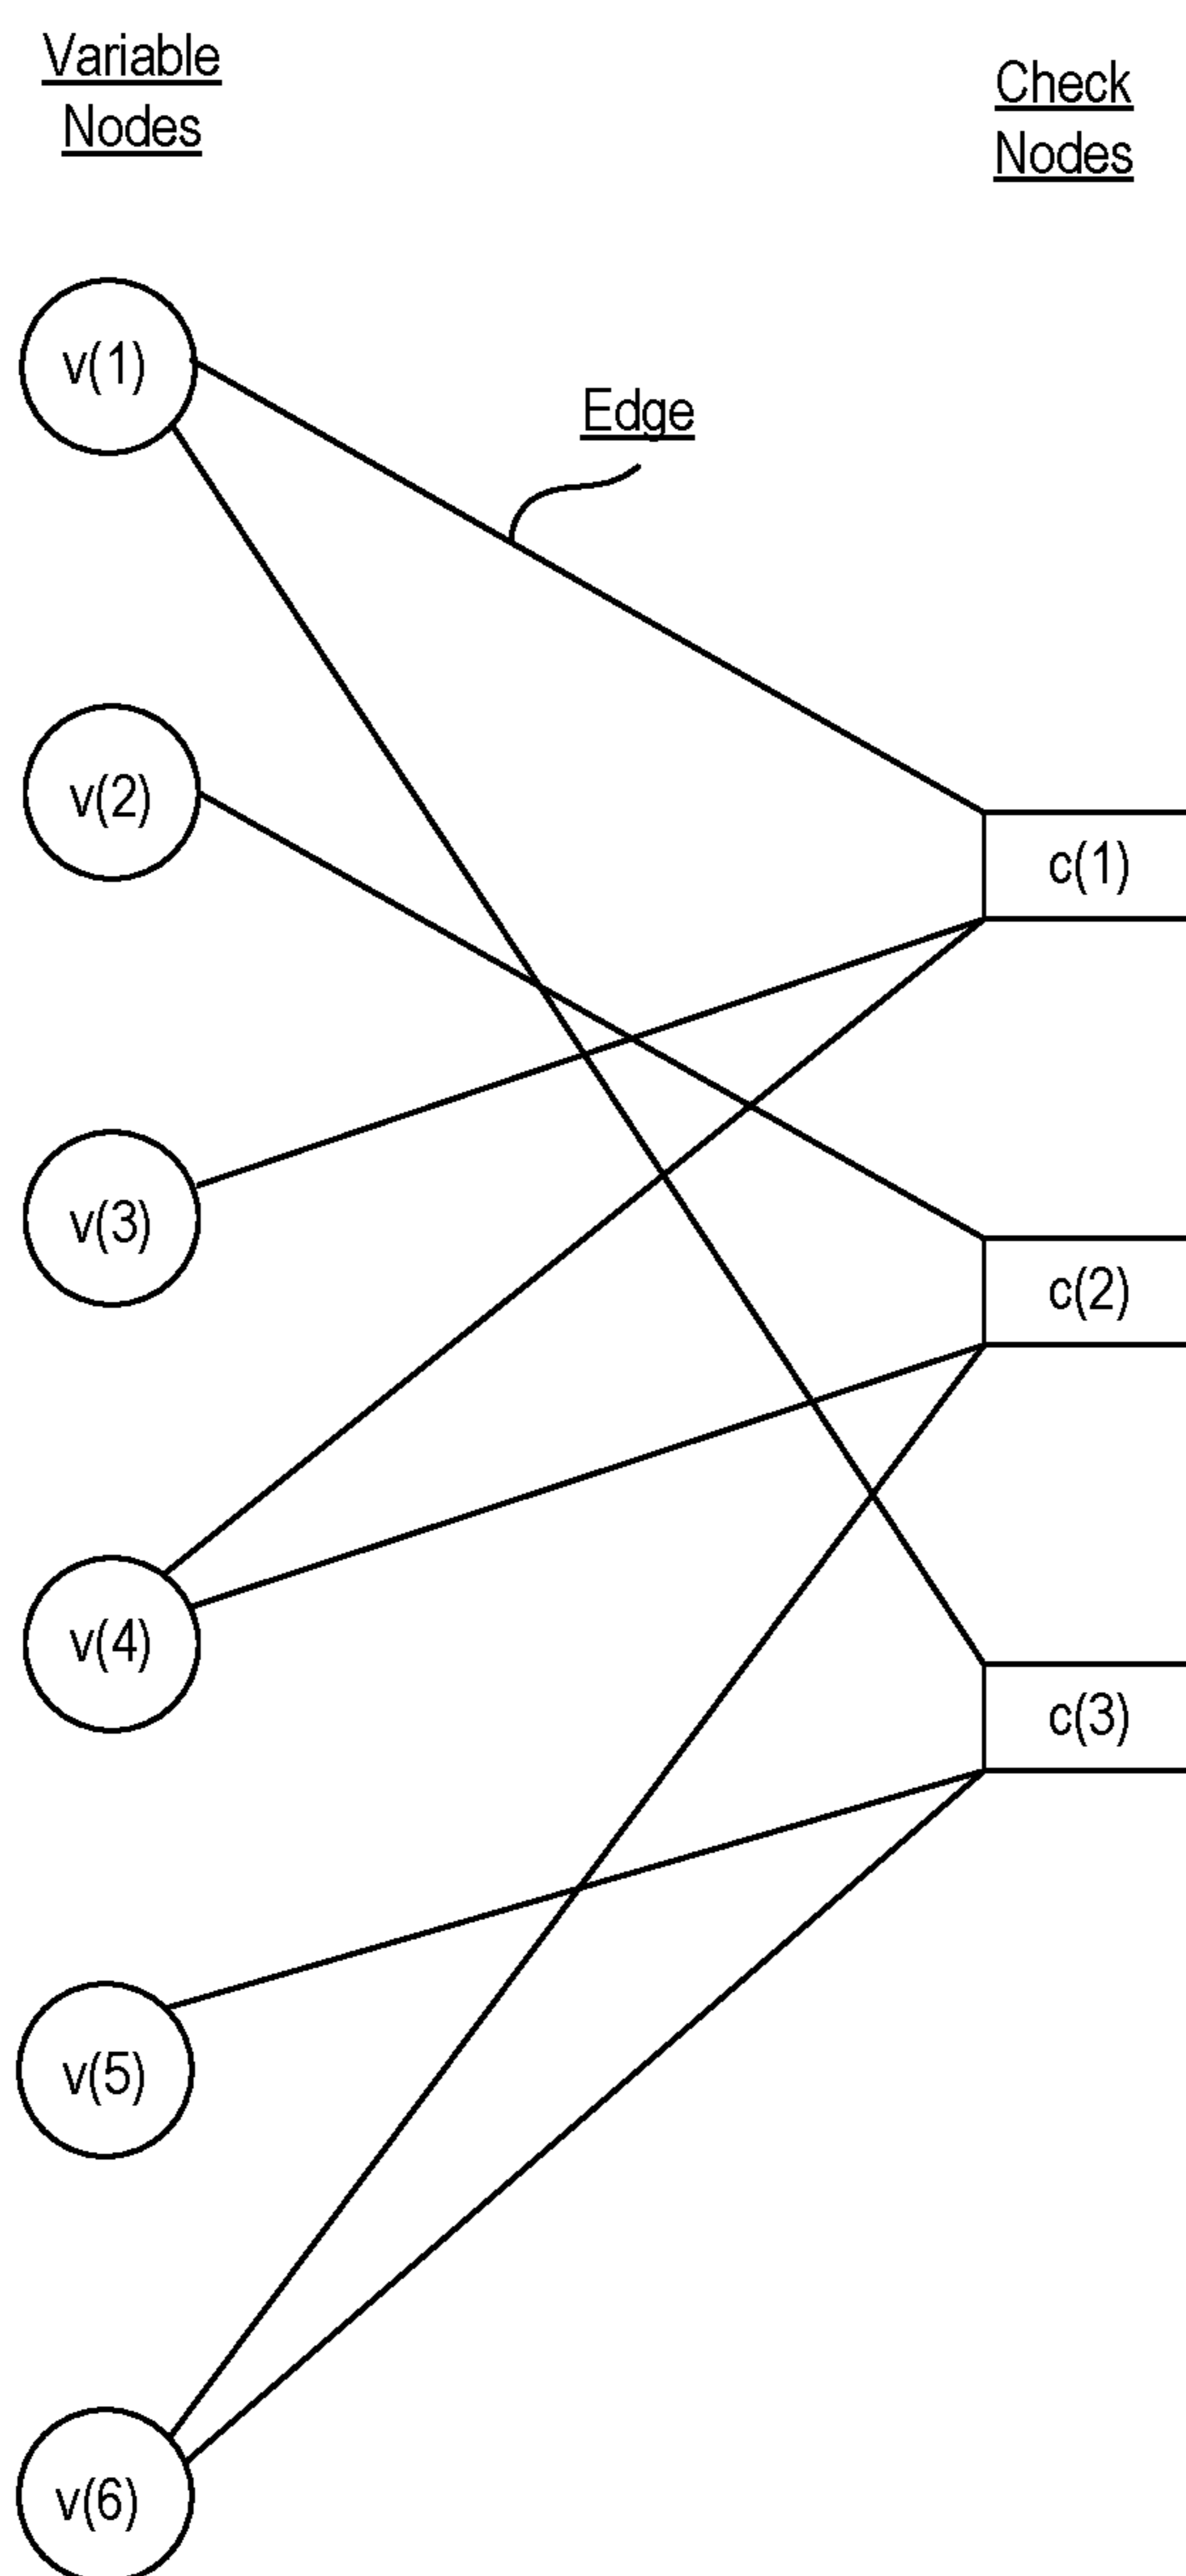 Variable
Nodes
Check
Nodes
v(1)
Edge
v(2)
c(1)
v(3)
c(2)
v(4)
c(3)
v(5)
v(6)